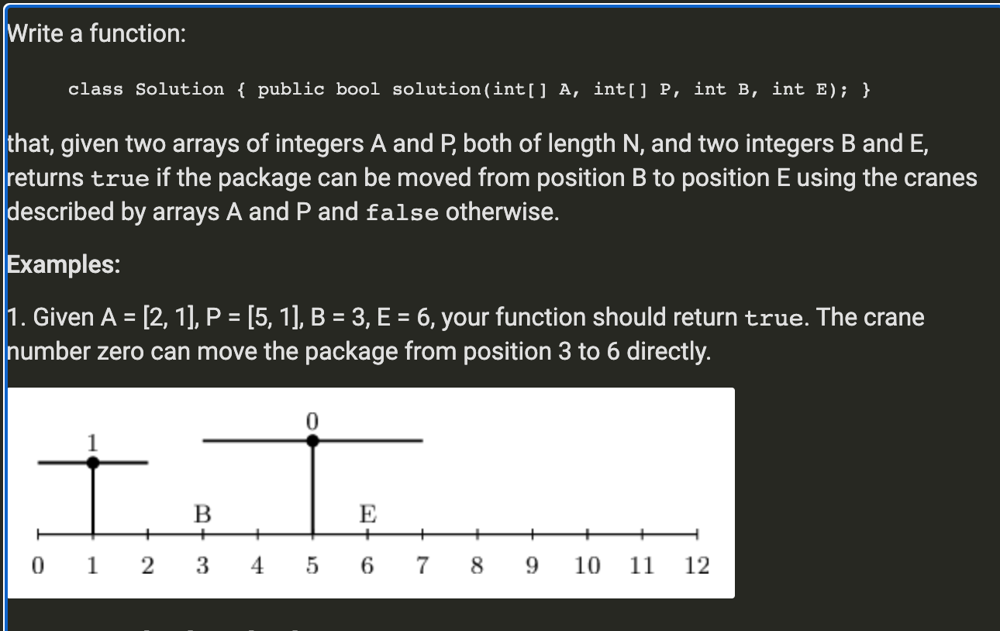 Write a function:
class Solution { public bool solution(int[] A, int[] P, int B, int E); }
that, given two arrays of integers A and P, both of length N, and two integers B and E,
returns true if the package can be moved from position B to position E using the cranes
described by arrays A and P and false otherwise.
Examples:
1. Given A = [2, 1], P = [5, 1], B = 3, E = 6, your function should return true. The crane
number zero can move the package from position 3 to 6 directly.
0
1
B E
0 1 2 3 4 5 6 7 8 9 10 11 12